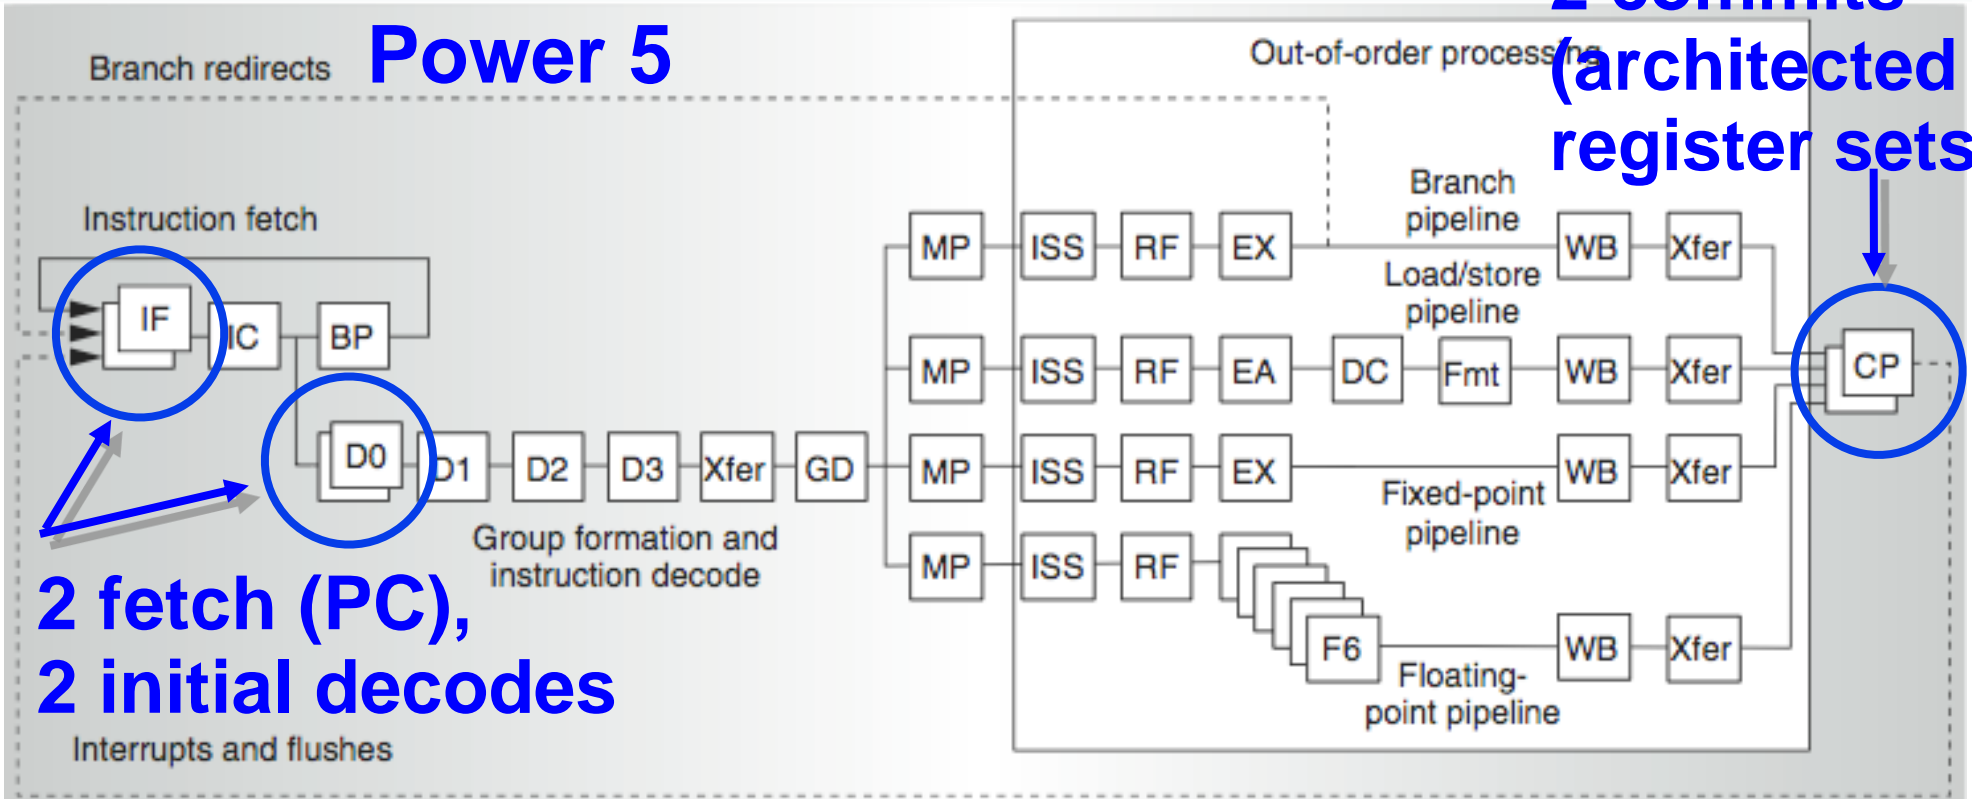 2 commits
Power 5
(architected
register sets
Branch redirects
Out-of-order processing
Instruction fetch
Branch
pipeline
MP ISS RF EX WB Xfer
Load/store
pipeline
IF IC BP
MP ISS RF EA DC Fmt WB Xfer
CP
D0 D1 D2 D3 Xfer GD
MP ISS RF EX WB Xfer
Fixed-point
pipeline
Group formation and
instruction decode
MP ISS RF
F6 WB Xfer
Floating-
point pipeline
2 fetch (PC),
2 initial decodes
Interrupts and flushes